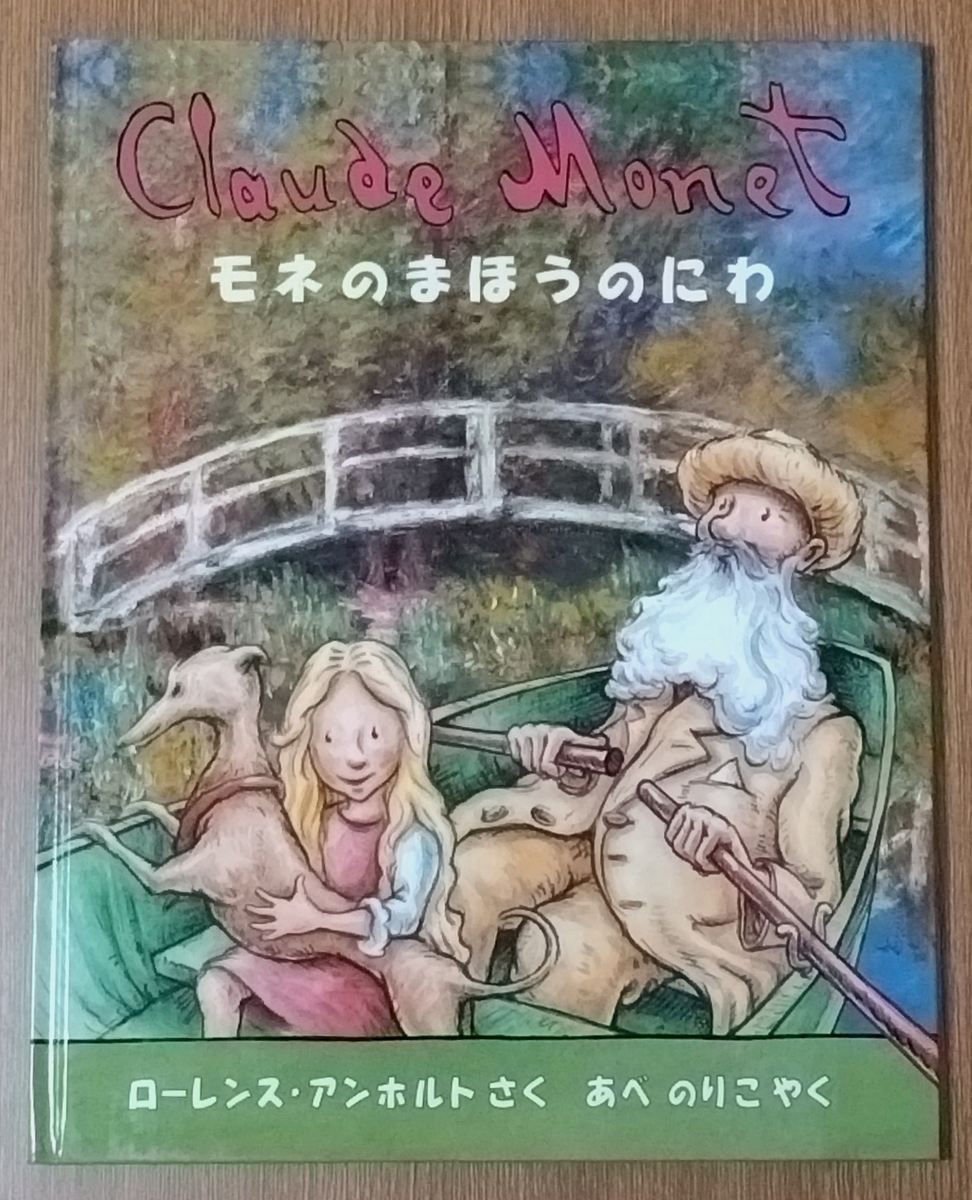 Claude Monet
モネのまほうのにわ
ローレンス・アンホルト さく　あべ のりこ やく